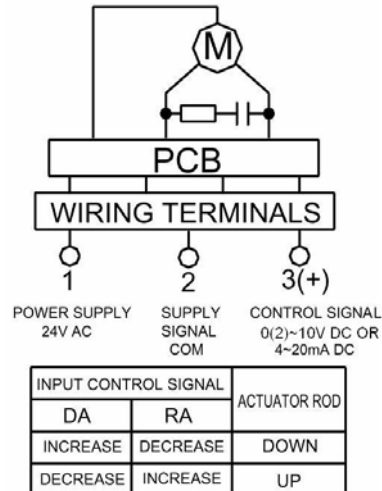 M
PCB
WIRING TERMINALS
1 2 3(+)
POWER SUPPLY SUPPLY CONTROL SIGNAL
24V AC SIGNAL 0(2)~10V DC OR
COM 4~20mA DC
INPUT CONTROL SIGNAL ACTUATOR ROD
DA RA
INCREASE DECREASE DOWN
DECREASE INCREASE UP